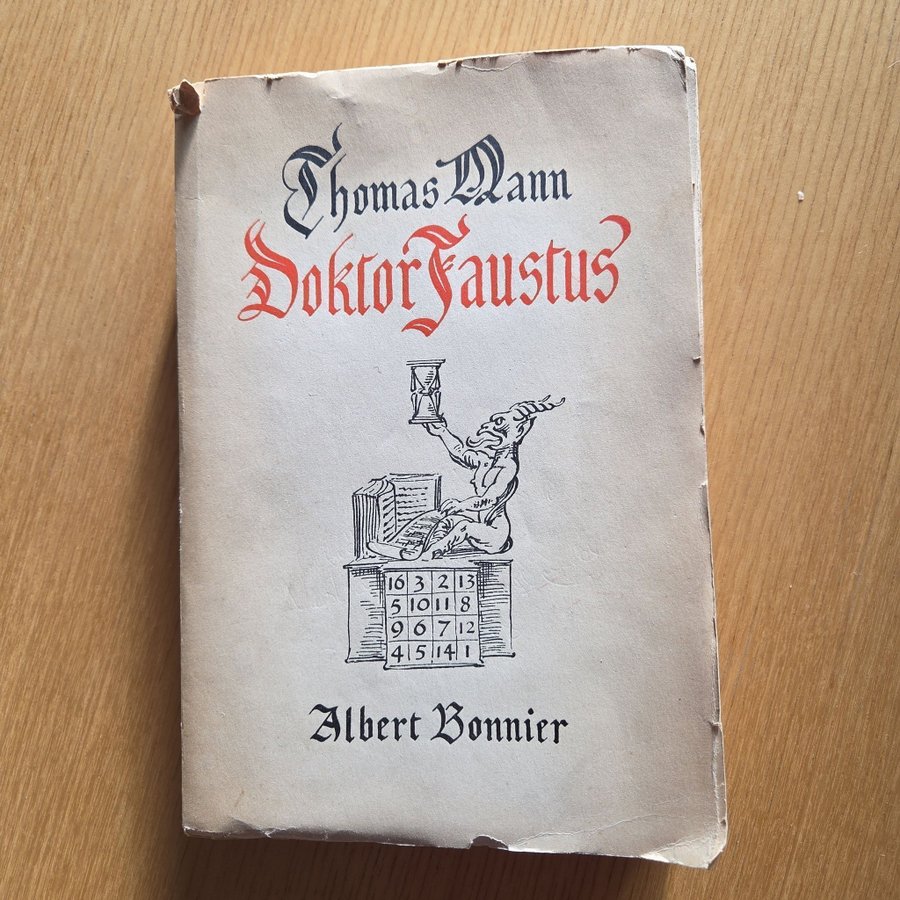 Thomas Mann
Doktor Faustus
16 3 2 13
5 10 11 8
9 6 7 12
4 5 14 1
Albert Bonnier